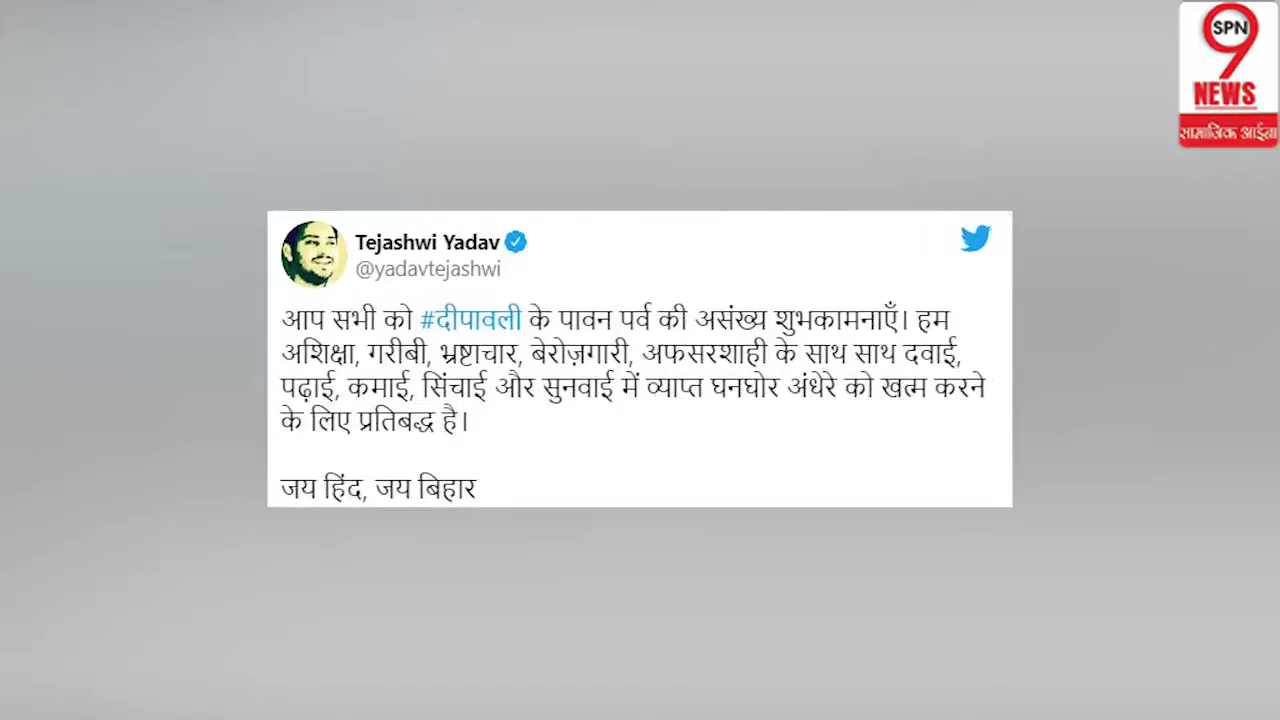 SPN
9
NEWS
सामाजिक आईना
Tejashwi Yadav
@yadavtejashwi
आप सभी को #दीपावली के पावन पर्व की असंख्य शुभकामनाएँ। हम
अशिक्षा, गरीबी, भ्रष्टाचार, बेरोज़गारी, अफसरशाही के साथ साथ दवाई,
पढ़ाई, कमाई, सिंचाई और सुनवाई में व्याप्त घनघोर अंधेरे को खत्म करने
के लिए प्रतिबद्ध है।
जय हिंद, जय बिहार